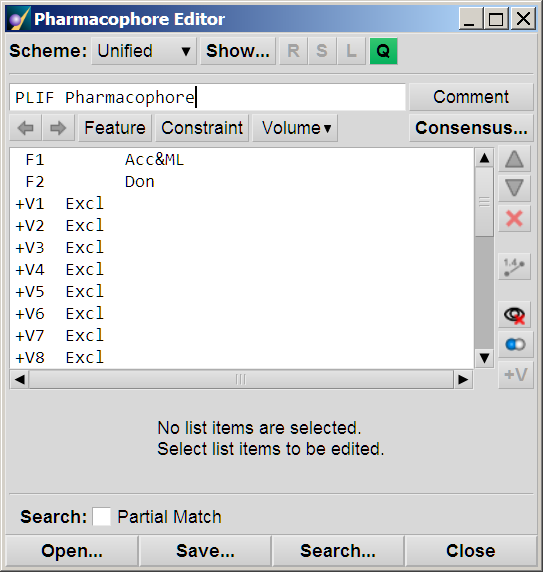 Pharmacophore Editor
Scheme: Unified Show... R S L Q
PLIF Pharmacophore Comment
Feature Constraint Volume Consensus...
F1 Acc&ML
F2 Don
+V1 Excl
+V2 Excl
+V3 Excl
+V4 Excl
+V5 Excl
+V6 Excl
+V7 Excl
+V8 Excl
1.4
+V
No list items are selected.
Select list items to be edited.
Search: Partial Match
Open... Save... Search... Close